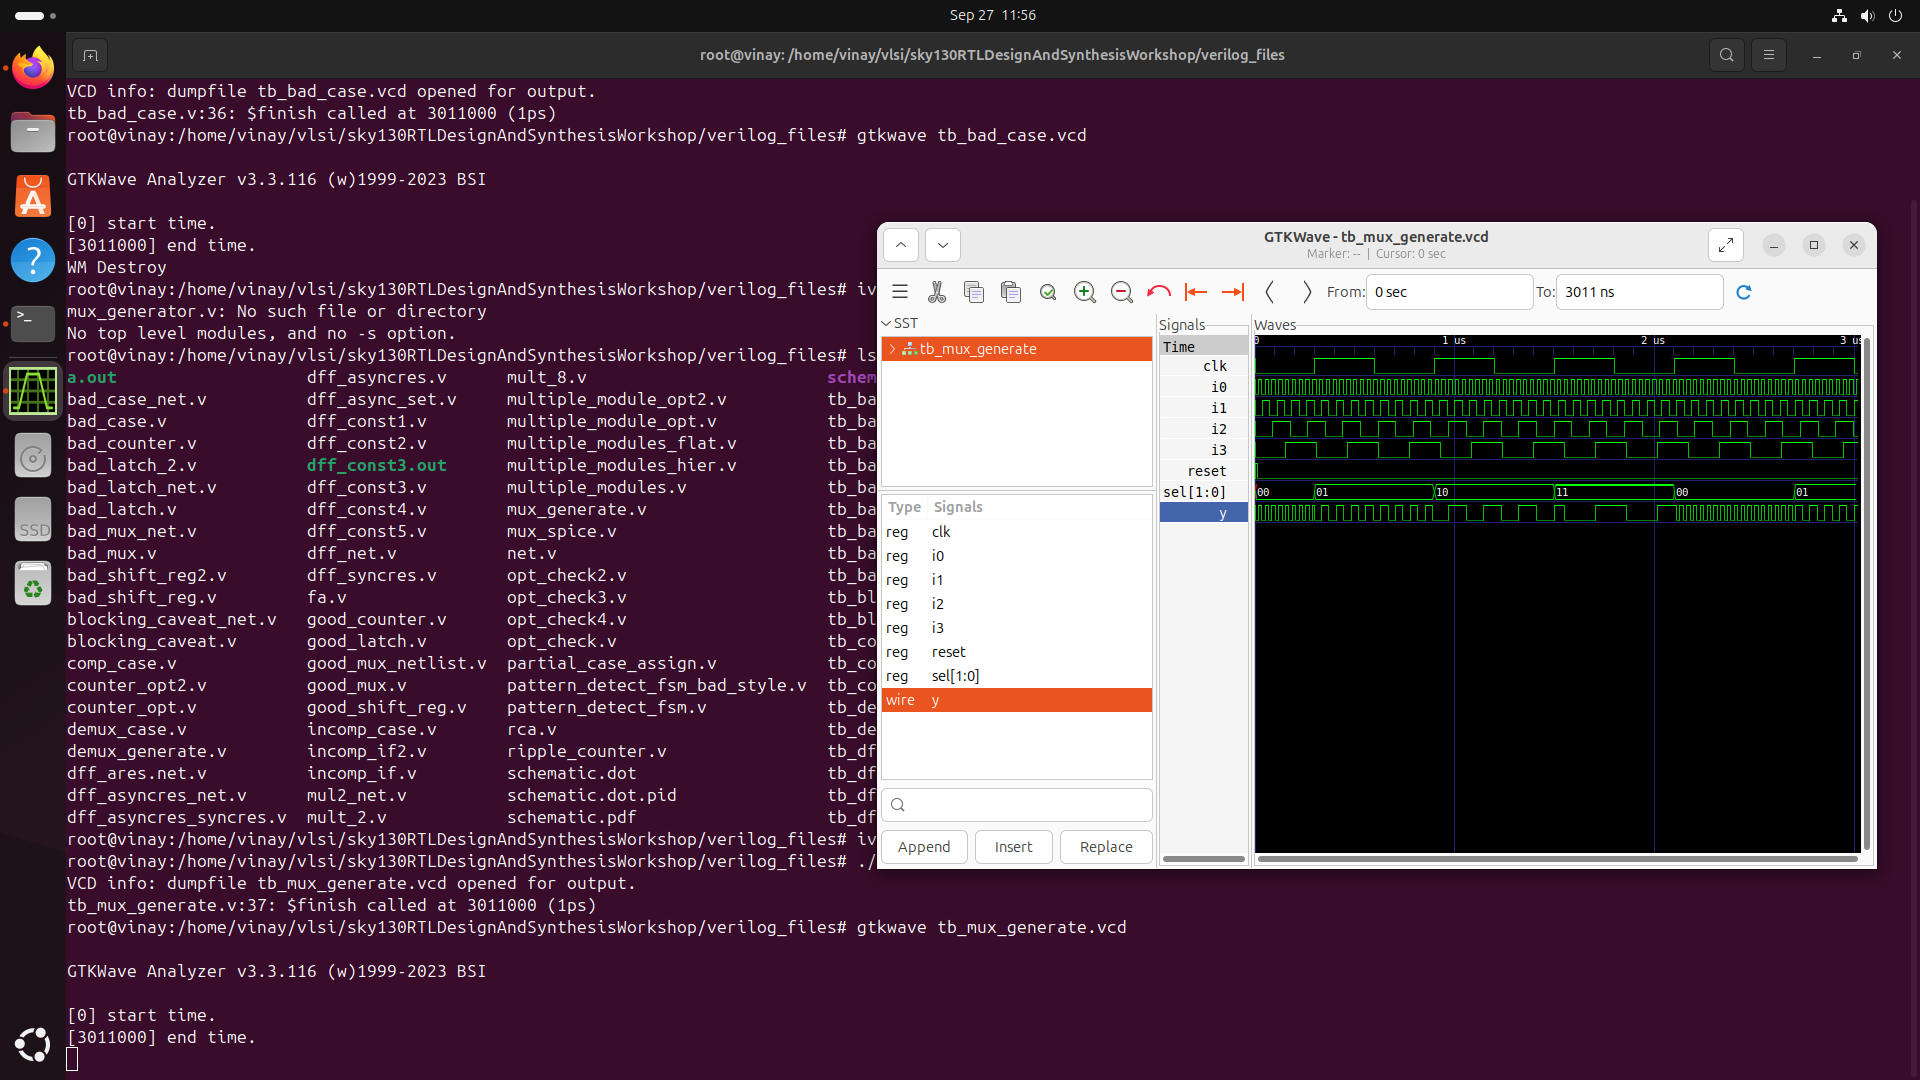 Sep 27 11:56
root@vinay: /home/vinay/vlsi/sky130RTLDesignAndSynthesisWorkshop/verilog_files
VCD info: dumpfile tb_bad_case.vcd opened for output.
tb_bad_case.v:36: $finish called at 3011000 (1ps)
root@vinay:/home/vinay/vlsi/sky130RTLDesignAndSynthesisWorkshop/verilog_files# gtkwave tb_bad_case.vcd
GTKWave Analyzer v3.3.116 (w)1999-2023 BSI
[0] start time.
[3011000] end time.
WM Destroy
root@vinay:/home/vinay/vlsi/sky130RTLDesignAndSynthesisWorkshop/verilog_files# iv
mux_generator.v: No such file or directory
No top level modules, and no -s option.
root@vinay:/home/vinay/vlsi/sky130RTLDesignAndSynthesisWorkshop/verilog_files# ls
a.out dff_asyncres.v mult_8.v schem
bad_case_net.v dff_async_set.v multiple_module_opt2.v tb_ba
bad_case.v dff_const1.v multiple_module_opt.v tb_ba
bad_counter.v dff_const2.v multiple_modules_flat.v tb_ba
bad_latch_2.v dff_const3.out multiple_modules_hier.v tb_ba
bad_latch_net.v dff_const3.v multiple_modules.v tb_ba
bad_latch.v dff_const4.v mux_generate.v tb_ba
bad_mux_net.v dff_const5.v mux_spice.v tb_ba
bad_mux.v dff_net.v net.v tb_ba
bad_shift_reg2.v dff_syncres.v opt_check2.v tb_ba
bad_shift_reg.v fa.v opt_check3.v tb_bl
blocking_caveat_net.v good_counter.v opt_check4.v tb_bl
blocking_caveat.v good_latch.v opt_check.v tb_co
comp_case.v good_mux_netlist.v partial_case_assign.v tb_co
counter_opt2.v good_mux.v pattern_detect_fsm_bad_style.v tb_co
counter_opt.v good_shift_reg.v pattern_detect_fsm.v tb_de
demux_case.v incomp_case.v rca.v tb_de
demux_generate.v incomp_if2.v ripple_counter.v tb_df
dff_ares.net.v incomp_if.v schematic.dot tb_df
dff_asyncres_net.v mul2_net.v schematic.dot.pid tb_df
dff_asyncres_syncres.v mult_2.v schematic.pdf tb_df
root@vinay:/home/vinay/vlsi/sky130RTLDesignAndSynthesisWorkshop/verilog_files# iv
root@vinay:/home/vinay/vlsi/sky130RTLDesignAndSynthesisWorkshop/verilog_files# ./
VCD info: dumpfile tb_mux_generate.vcd opened for output.
tb_mux_generate.v:37: $finish called at 3011000 (1ps)
root@vinay:/home/vinay/vlsi/sky130RTLDesignAndSynthesisWorkshop/verilog_files# gtkwave tb_mux_generate.vcd
GTKWave Analyzer v3.3.116 (w)1999-2023 BSI
[0] start time.
[3011000] end time.
GTKWave - tb_mux_generate.vcd
Marker: -- | Cursor: 0 sec
From: 0 sec To: 3011 ns
SST
tb_mux_generate
Type Signals
reg clk
reg i0
reg i1
reg i2
reg i3
reg reset
reg sel[1:0]
wire y
Append Insert Replace
Signals
Time
clk
i0
i1
i2
i3
reset
sel[1:0]
y
Waves
0 1 us 2 us 3 us
00 01 10 11 00 01
SSD